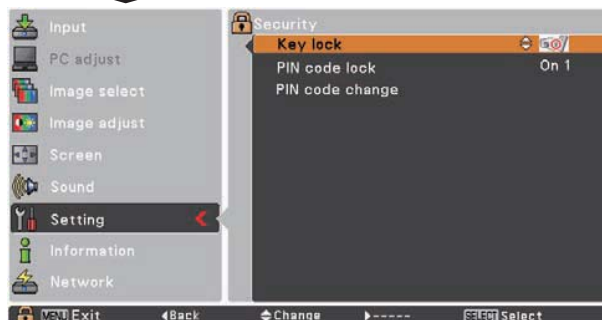 Input
PC adjust
Image select
Image adjust
Screen
Sound
Setting
Information
Network
Security
Key lock
PIN code lock On 1
PIN code change
MENU Exit Back Change ----- SELECT Select